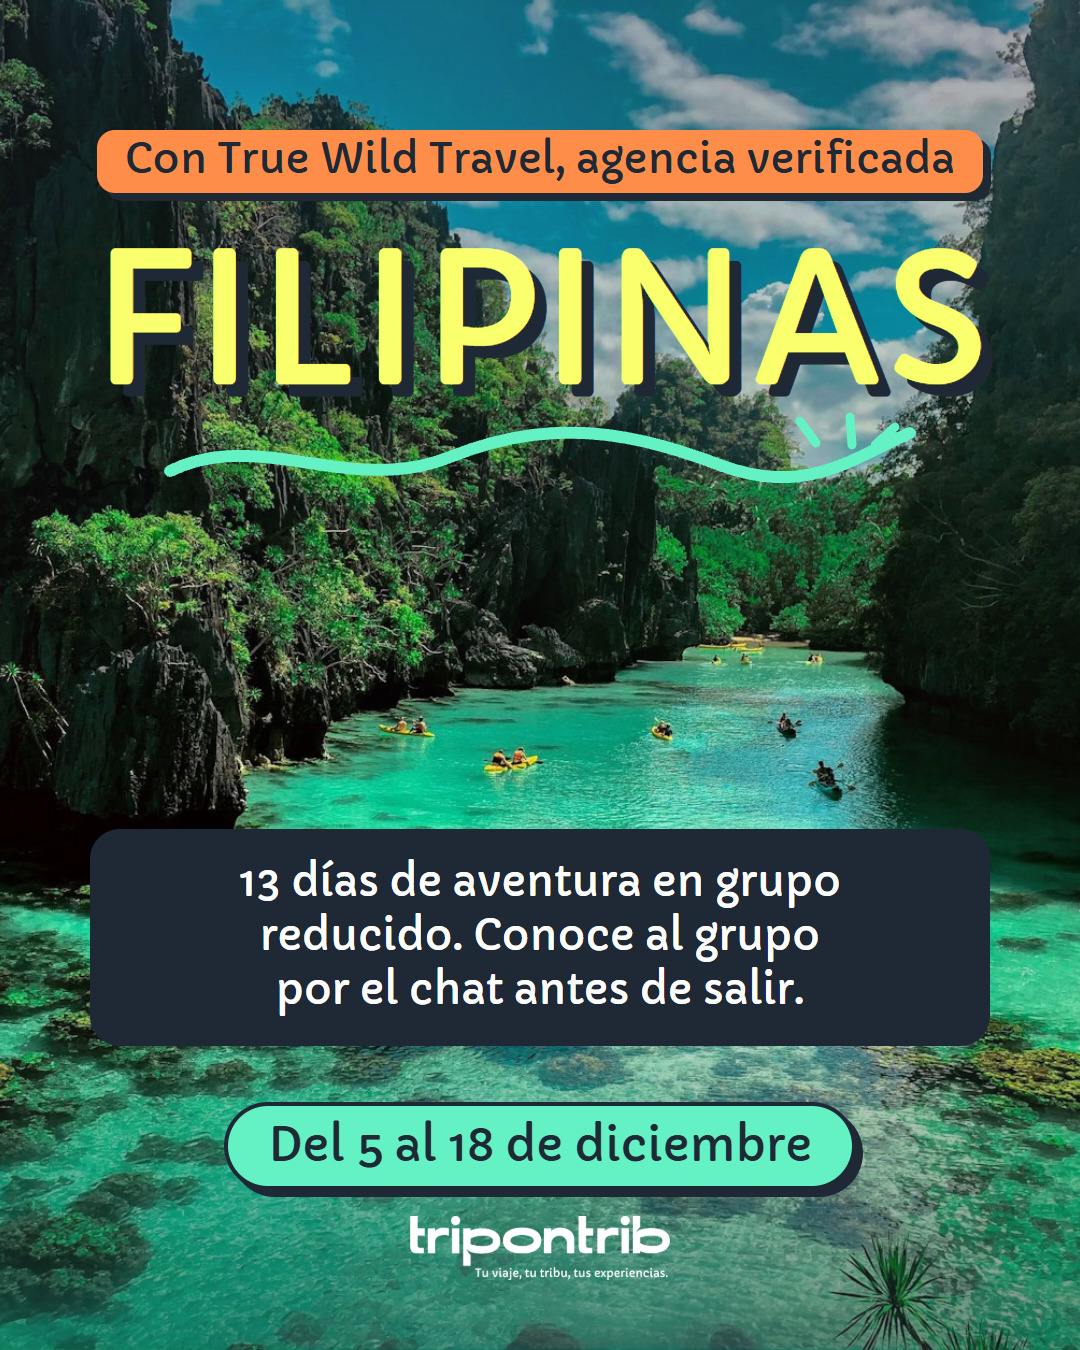 Con True Wild Travel, agencia verificada
FILIPINAS
13 días de aventura en grupo
reducido. Conoce al grupo
por el chat antes de salir.
Del 5 al 18 de diciembre
tripontrib
Tu viaje, tu tribu, tus experiencias.